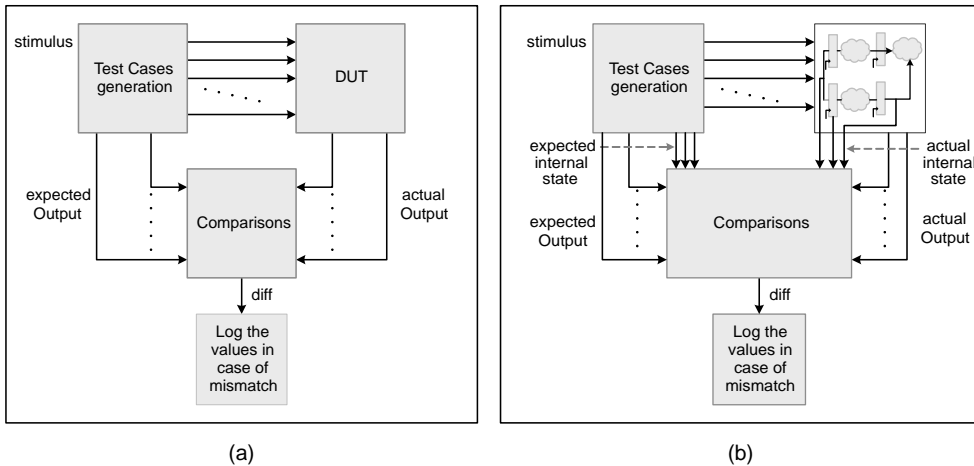 stimulus
Test Cases
generation
DUT
expected
Output
Comparisons
actual
Output
diff
Log the
values in
case of
mismatch
(a)
stimulus
Test Cases
generation
expected
internal
state
actual
internal
state
expected
Output
Comparisons
actual
Output
diff
Log the
values in
case of
mismatch
(b)